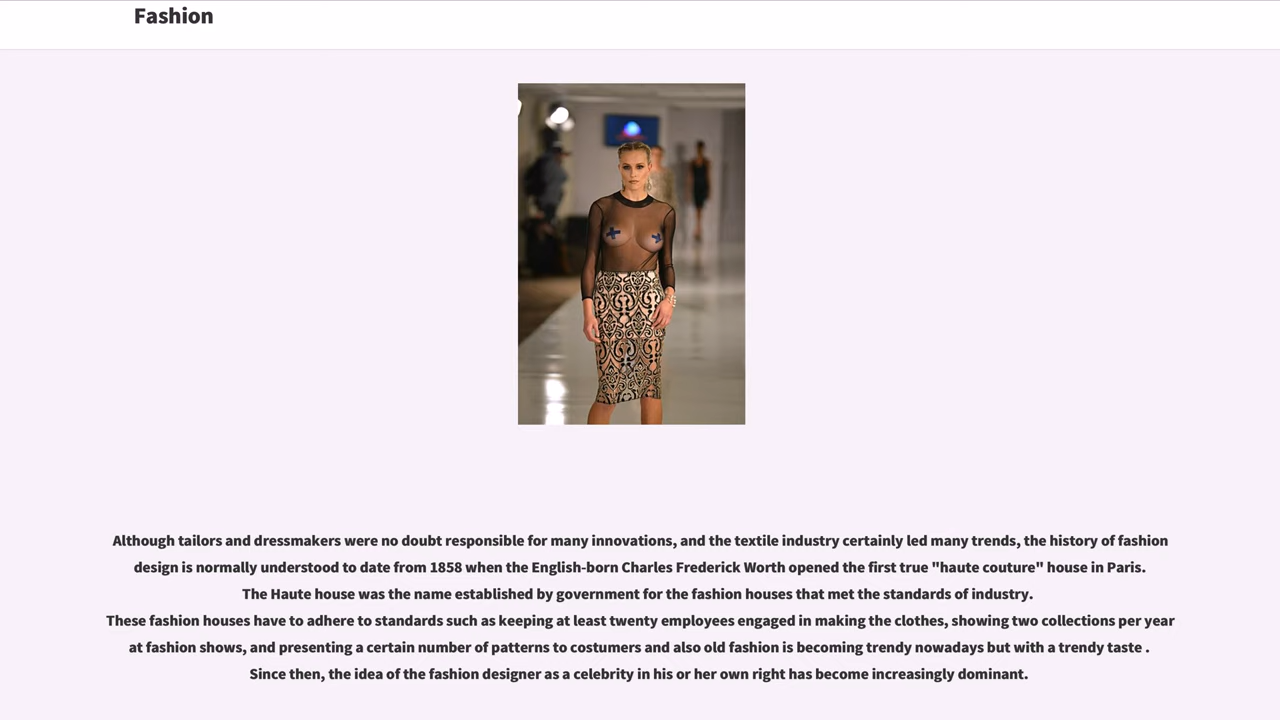 Fashion
Although tailors and dressmakers were no doubt responsible for many innovations, and the textile industry certainly led many trends, the history of fashion
design is normally understood to date from 1858 when the English-born Charles Frederick Worth opened the first true "haute couture" house in Paris.
The Haute house was the name established by government for the fashion houses that met the standards of industry.
These fashion houses have to adhere to standards such as keeping at least twenty employees engaged in making the clothes, showing two collections per year
at fashion shows, and presenting a certain number of patterns to costumers and also old fashion is becoming trendy nowadays but with a trendy taste .
Since then, the idea of the fashion designer as a celebrity in his or her own right has become increasingly dominant.